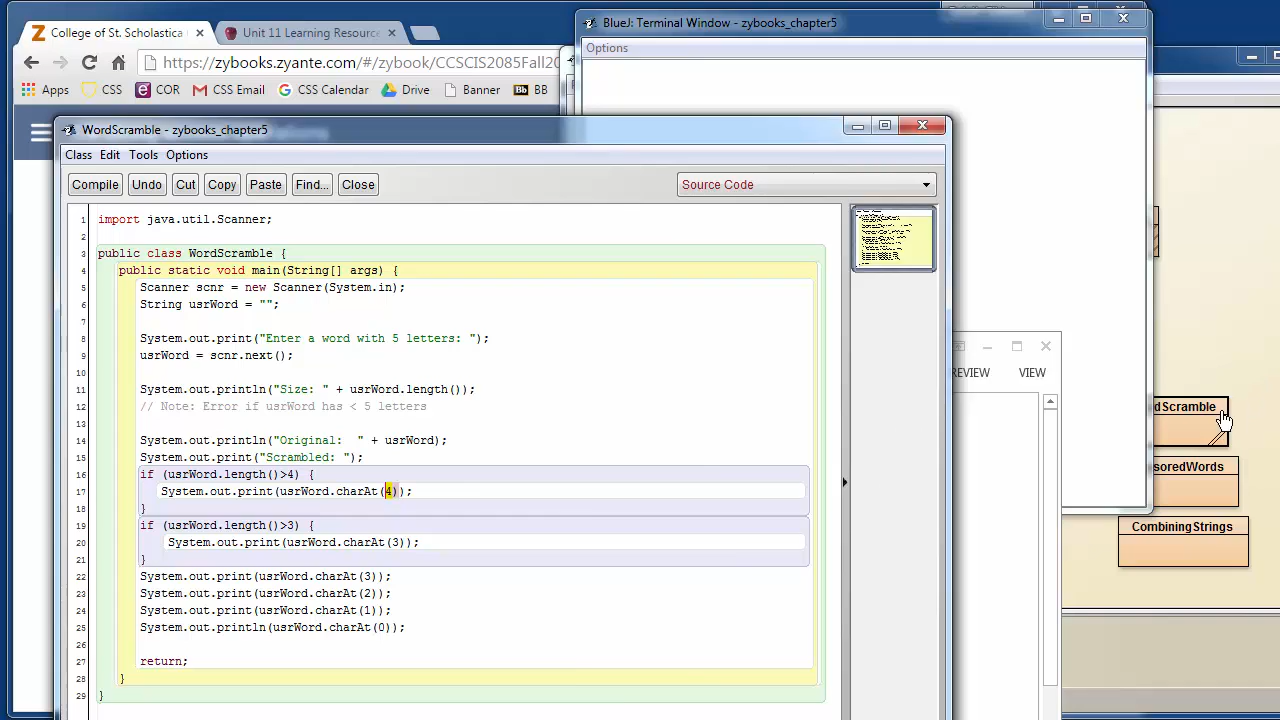 College of St. Scholastica
Unit 11 Learning Resource
https://zybooks.zyante.com/#/zybook/CCSCIS2085Fall20
Apps
CSS
COR
CSS Email
CSS Calendar
Drive
Banner
Bb
BB
BlueJ: Terminal Window - zybooks_chapter5
Options
WordScramble - zybooks_chapter5
Class
Edit
Tools
Options
Compile
Undo
Cut
Copy
Paste
Find...
Close
Source Code
1 import java.util.Scanner;
2
3 public class WordScramble {
4 public static void main(String[] args) {
5 Scanner scnr = new Scanner(System.in);
6 String usrWord = "";
7
8 System.out.print("Enter a word with 5 letters: ");
9 usrWord = scnr.next();
10
11 System.out.println("Size: " + usrWord.length());
12 // Note: Error if usrWord has < 5 letters
13
14 System.out.println("Original:  " + usrWord);
15 System.out.print("Scrambled: ");
16 if (usrWord.length()>4) {
17 System.out.print(usrWord.charAt(4));
18 }
19 if (usrWord.length()>3) {
20 System.out.print(usrWord.charAt(3));
21 }
22 System.out.print(usrWord.charAt(3));
23 System.out.print(usrWord.charAt(2));
24 System.out.print(usrWord.charAt(1));
25 System.out.println(usrWord.charAt(0));
26
27 return;
28 }
29 }
REVIEW
VIEW
dScramble
soredWords
CombiningStrings